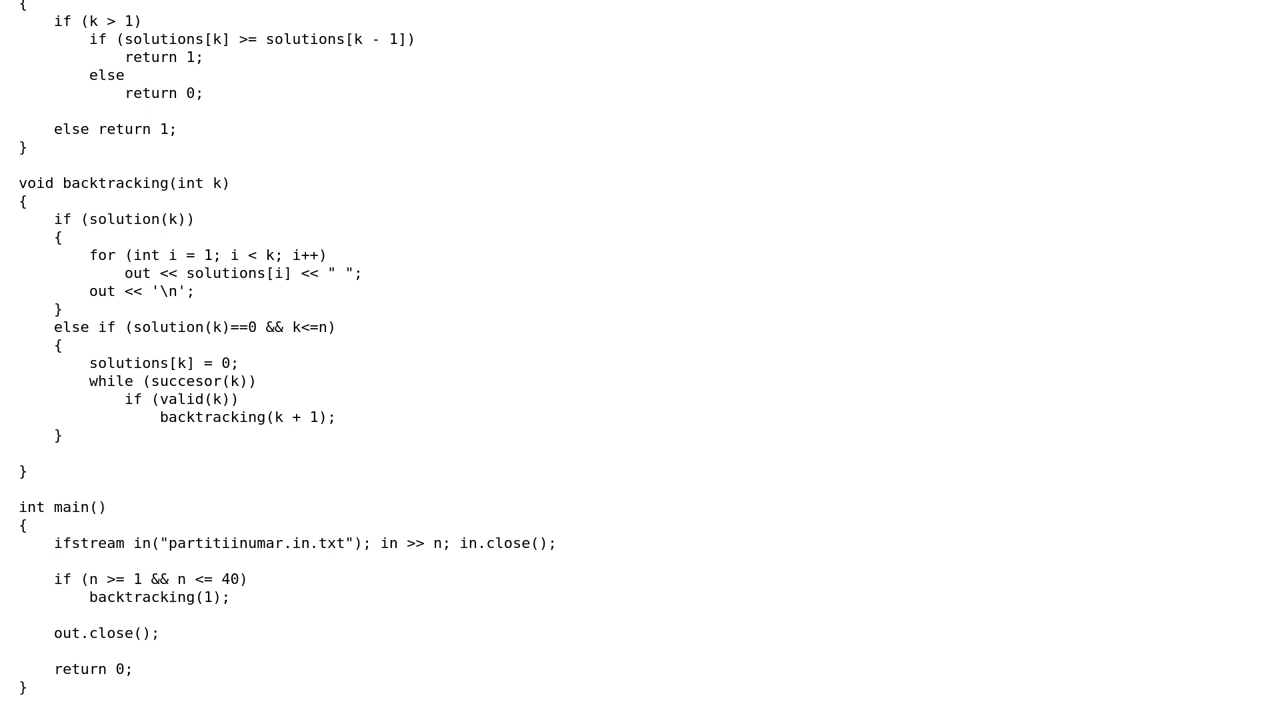 {
    if (k > 1)
        if (solutions[k] >= solutions[k - 1])
            return 1;
        else
            return 0;

    else return 1;
}

void backtracking(int k)
{
    if (solution(k))
    {
        for (int i = 1; i < k; i++)
            out << solutions[i] << " ";
        out << '\n';
    }
    else if (solution(k)==0 && k<=n)
    {
        solutions[k] = 0;
        while (succesor(k))
            if (valid(k))
                backtracking(k + 1);
    }

}

int main()
{
    ifstream in("partitiinumar.in.txt"); in >> n; in.close();

    if (n >= 1 && n <= 40)
        backtracking(1);

    out.close();

    return 0;
}